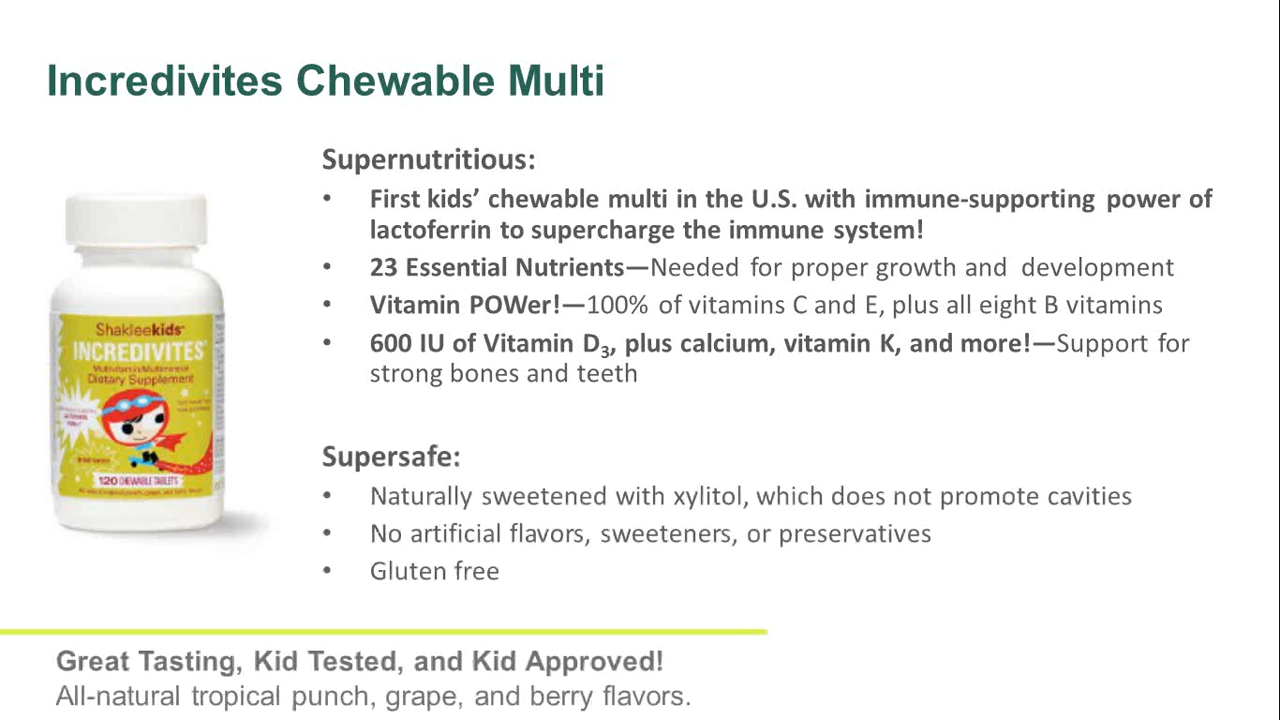 Incredivites Chewable Multi
Supernutritious:
• First kids’ chewable multi in the U.S. with immune-supporting power of
lactoferrin to supercharge the immune system!
• 23 Essential Nutrients—Needed for proper growth and development
• Vitamin POWer!—100% of vitamins C and E, plus all eight B vitamins
• 600 IU of Vitamin D₃, plus calcium, vitamin K, and more!—Support for
strong bones and teeth
Shakleekids
INCREDIVITES
Multivitamin/Multimineral
Dietary Supplement
120 CHEWABLE TABLETS
Supersafe:
• Naturally sweetened with xylitol, which does not promote cavities
• No artificial flavors, sweeteners, or preservatives
• Gluten free
Great Tasting, Kid Tested, and Kid Approved!
All-natural tropical punch, grape, and berry flavors.